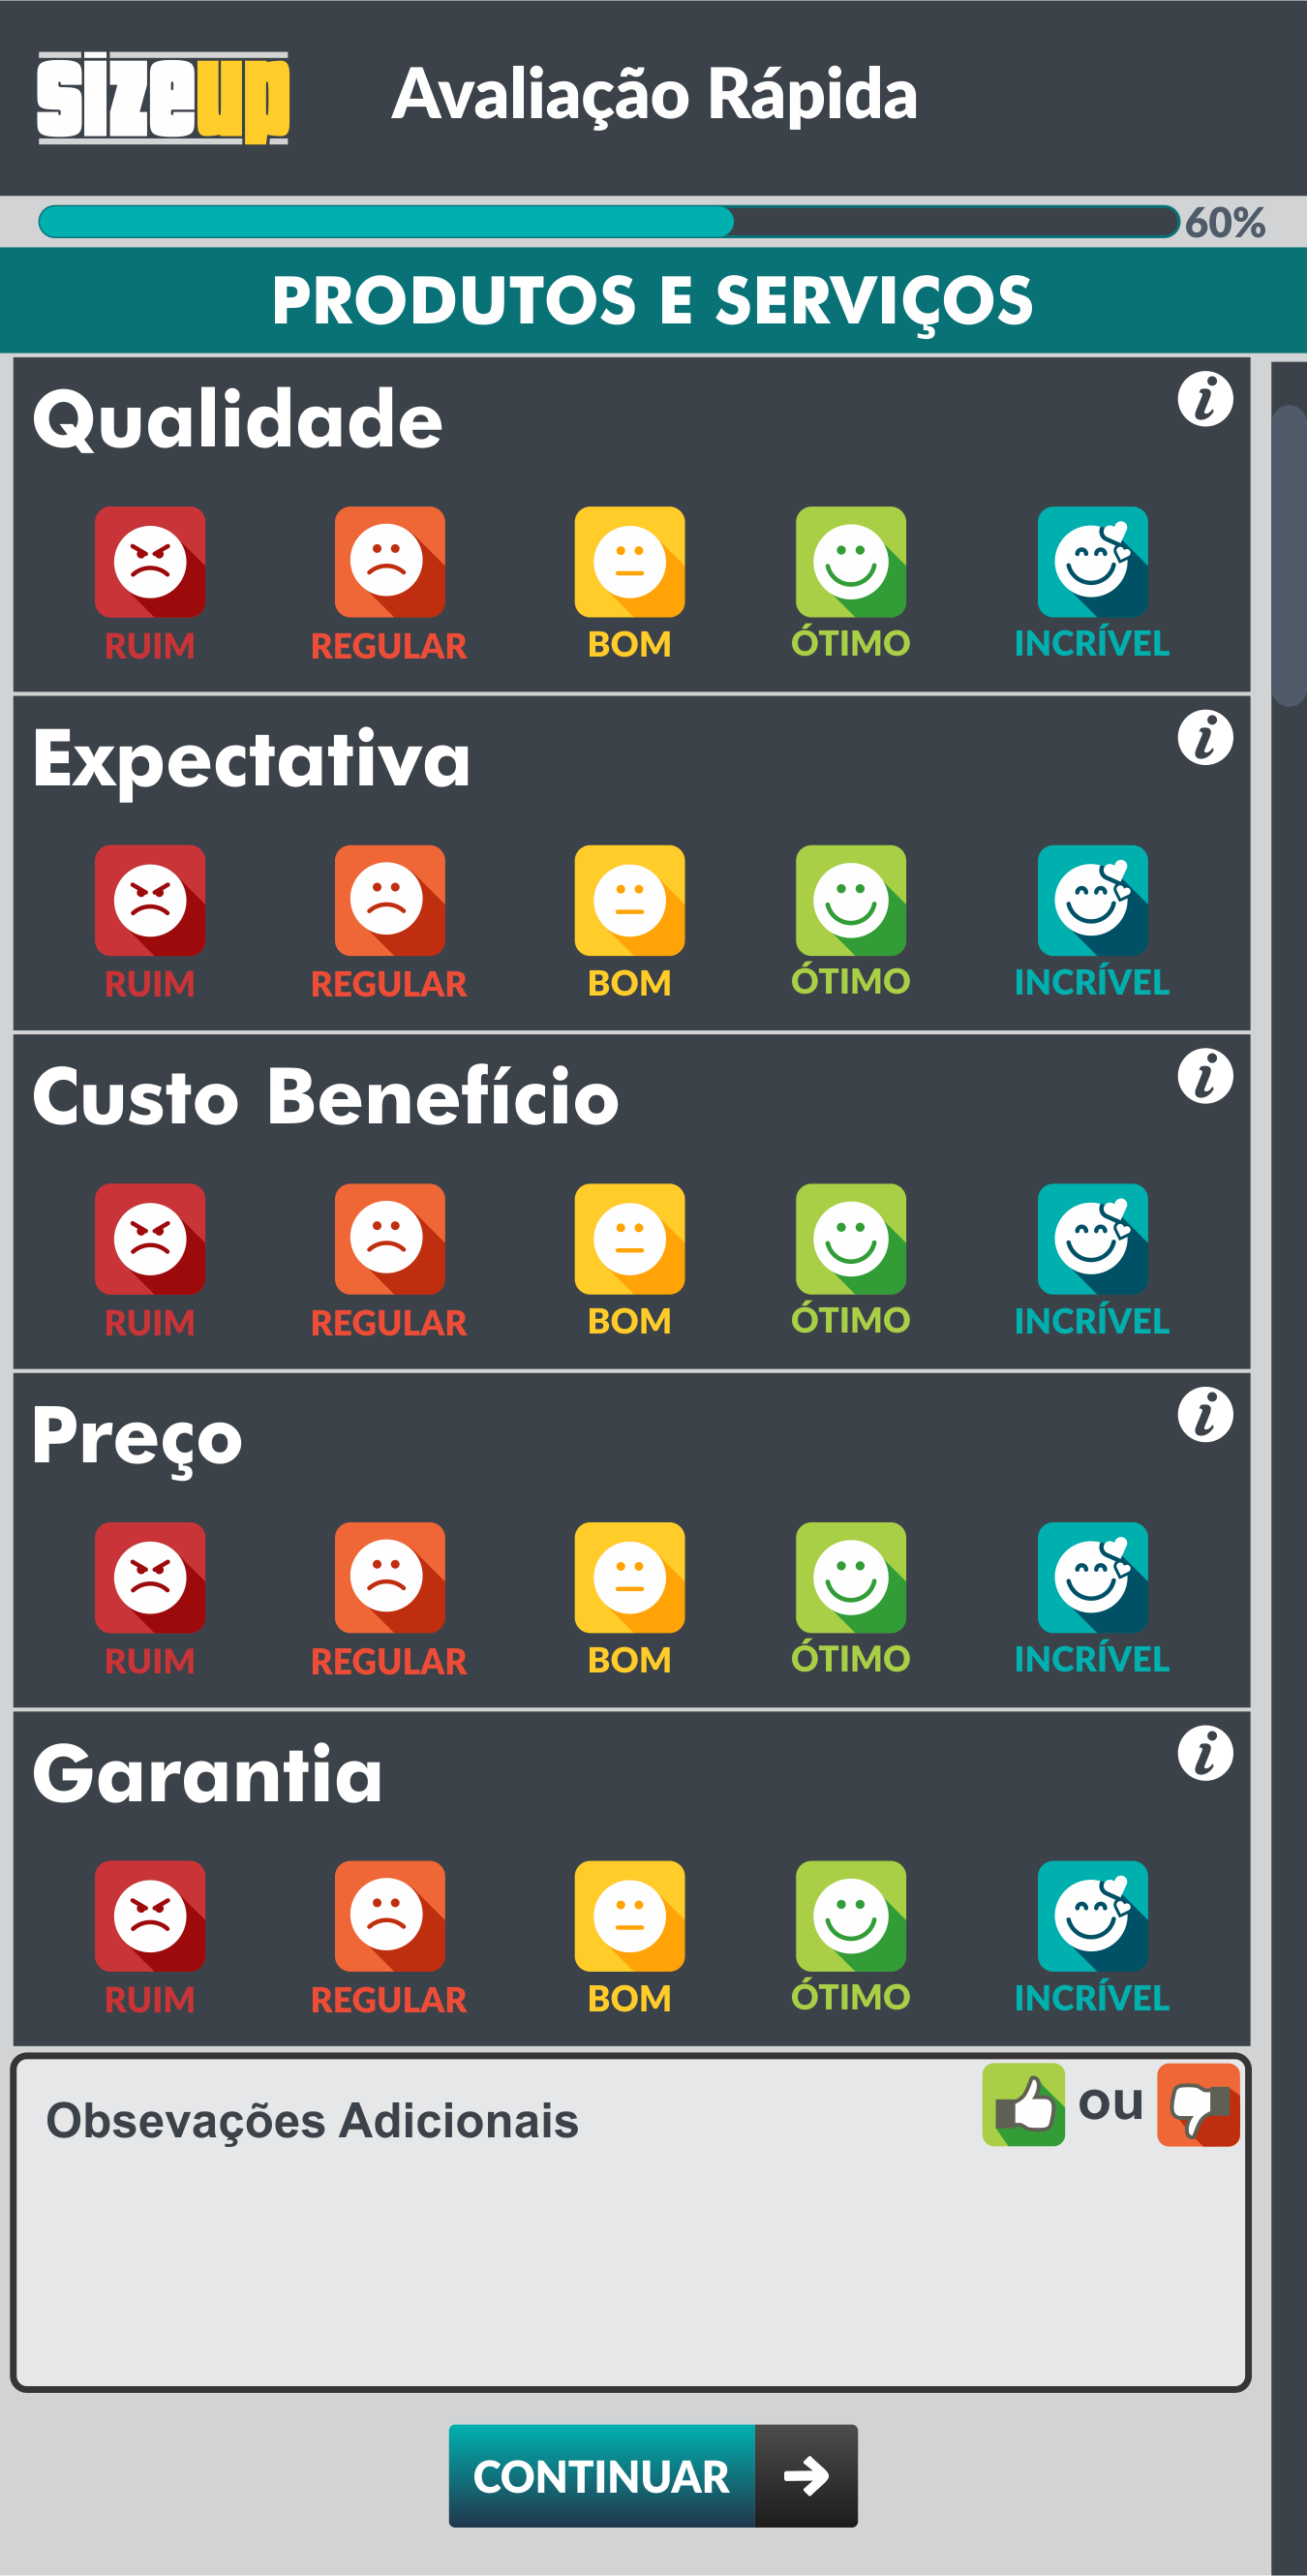 sizeup
Avaliação Rápida
60%
PRODUTOS E SERVIÇOS
Qualidade
i
RUIM REGULAR BOM ÓTIMO INCRÍVEL
Expectativa
i
RUIM REGULAR BOM ÓTIMO INCRÍVEL
Custo Benefício
i
RUIM REGULAR BOM ÓTIMO INCRÍVEL
Preço
i
RUIM REGULAR BOM ÓTIMO INCRÍVEL
Garantia
i
RUIM REGULAR BOM ÓTIMO INCRÍVEL
Obsevações Adicionais
ou
CONTINUAR